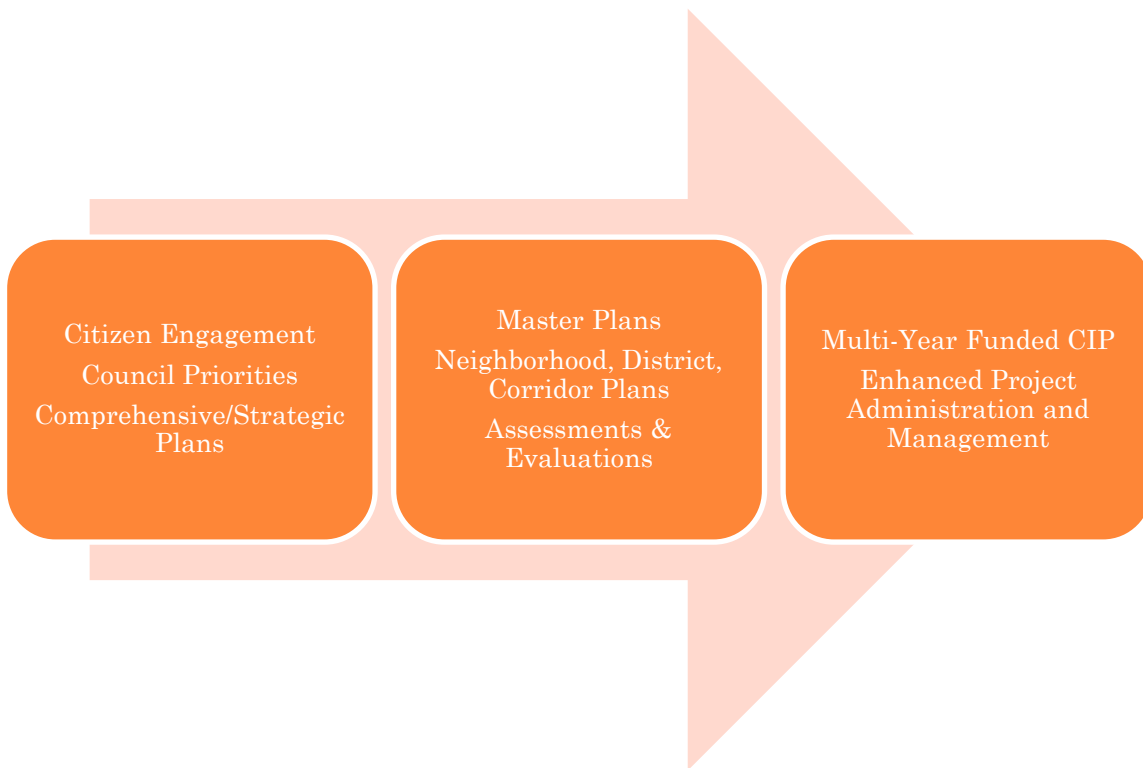 Citizen Engagement
Council Priorities
Comprehensive/Strategic
Plans
Master Plans
Neighborhood, District,
Corridor Plans
Assessments &
Evaluations
Multi-Year Funded CIP
Enhanced Project
Administration and
Management